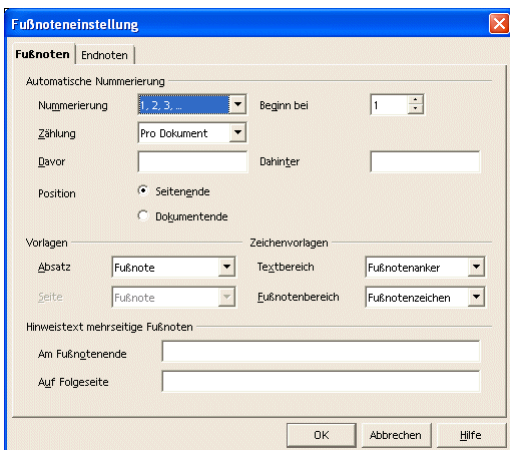 Fußnoteneinstellung
Fußnoten Endnoten
Automatische Nummerierung
Nummerierung 1, 2, 3, ... Beginn bei 1
Zählung Pro Dokument
Davor Dahinter
Position Seitenende
Dokumentende
Vorlagen Zeichenvorlagen
Absatz Fußnote Textbereich Fußnotenanker
Seite Fußnote Fußnotenbereich Fußnotenzeichen
Hinweistext mehrseitige Fußnoten
Am Fußnotenende
Auf Folgeseite
OK Abbrechen Hilfe